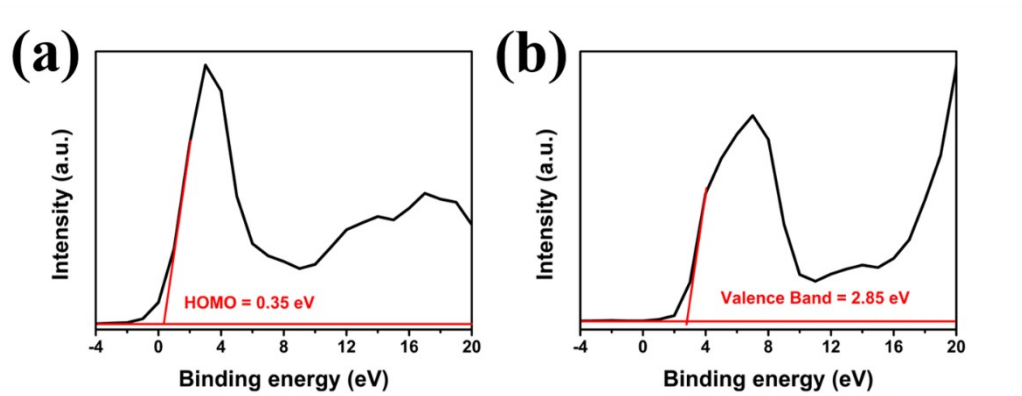 (a)
Intensity (a.u.)
HOMO = 0.35 eV
-4 0 4 8 12 16 20
Binding energy (eV)
(b)
Intensity (a.u.)
Valence Band = 2.85 eV
-4 0 4 8 12 16 20
Binding energy (eV)